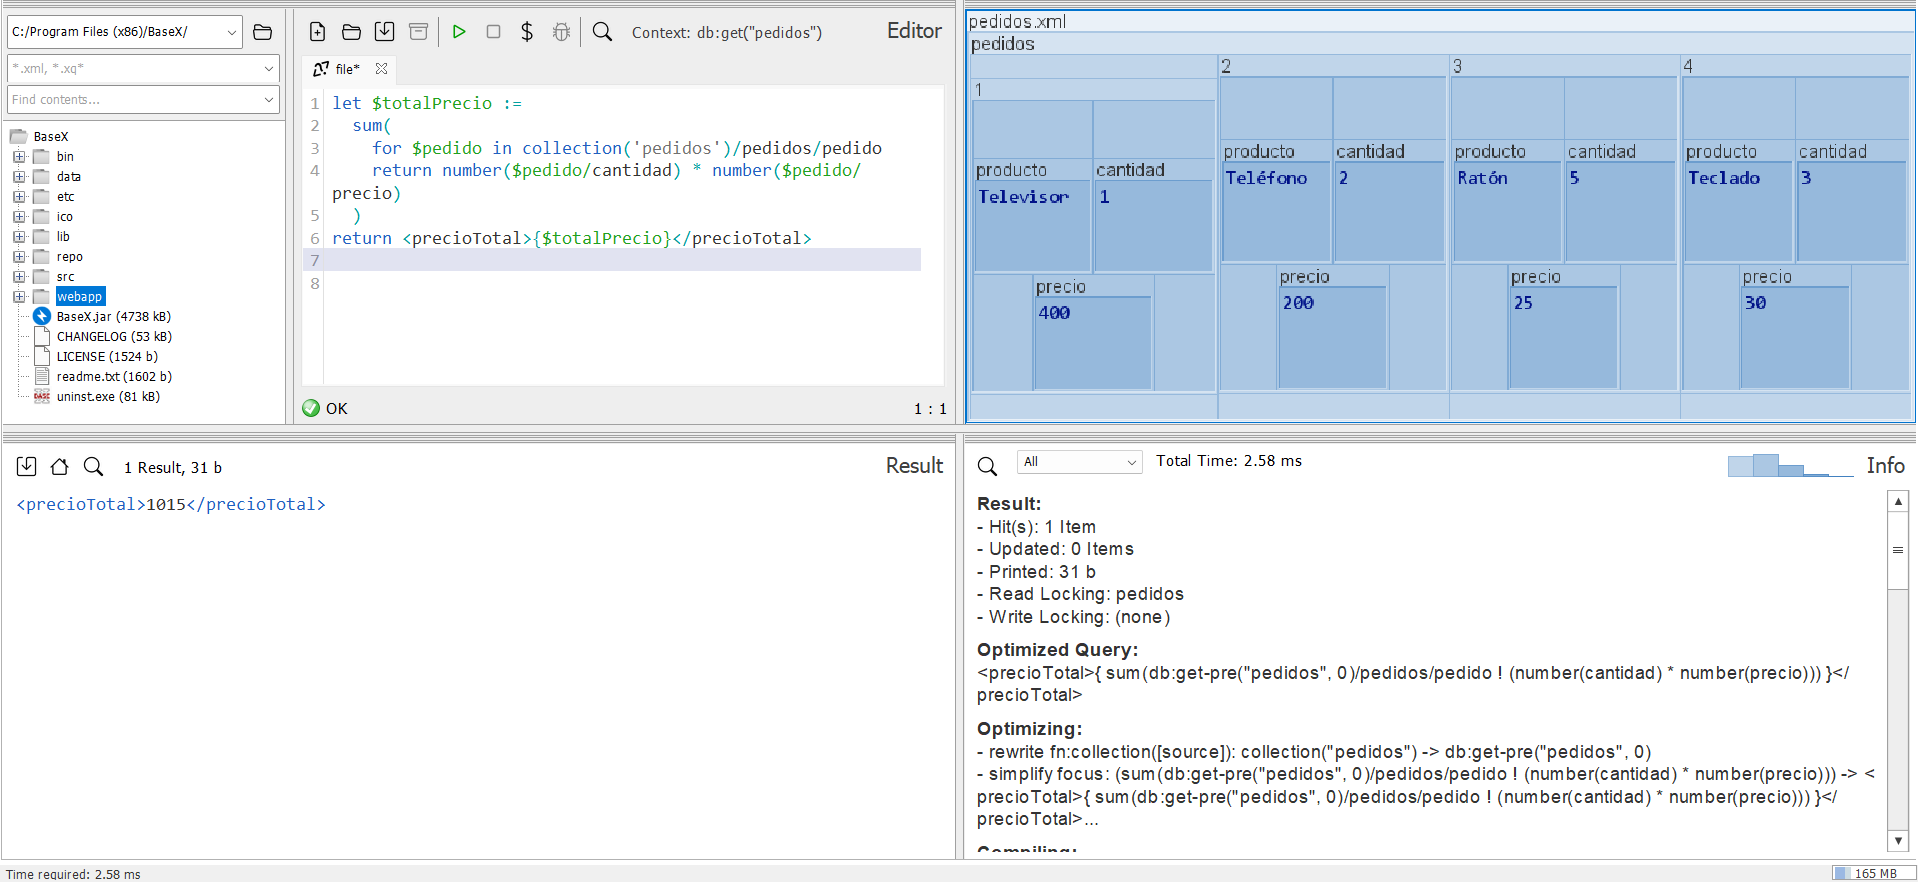 C:/Program Files (x86)/BaseX/
*.xml, *.xq*
Find contents...
BaseX
bin
data
etc
ico
lib
repo
src
webapp
BaseX.jar (4738 kB)
CHANGELOG (53 kB)
LICENSE (1524 b)
readme.txt (1602 b)
uninst.exe (81 kB)
Context: db:get("pedidos")
Editor
file*
1 let $totalPrecio :=
2 sum(
3 for $pedido in collection('pedidos')/pedidos/pedido
4 return number($pedido/cantidad) * number($pedido/
precio)
5 )
6 return <precioTotal>{$totalPrecio}</precioTotal>
7
8
OK
1 : 1
pedidos.xml
pedidos
1
producto
Televisor
cantidad
1
precio
400
2
producto
Teléfono
cantidad
2
precio
200
3
producto
Ratón
cantidad
5
precio
25
4
producto
Teclado
cantidad
3
precio
30
1 Result, 31 b
Result
<precioTotal>1015</precioTotal>
All
Total Time: 2.58 ms
Info
Result:
- Hit(s): 1 Item
- Updated: 0 Items
- Printed: 31 b
- Read Locking: pedidos
- Write Locking: (none)
Optimized Query:
<precioTotal>{ sum(db:get-pre("pedidos", 0)/pedidos/pedido ! (number(cantidad) * number(precio))) }</
precioTotal>
Optimizing:
- rewrite fn:collection([source]): collection("pedidos") -> db:get-pre("pedidos", 0)
- simplify focus: (sum(db:get-pre("pedidos", 0)/pedidos/pedido ! (number(cantidad) * number(precio))) -> <
precioTotal>{ sum(db:get-pre("pedidos", 0)/pedidos/pedido ! (number(cantidad) * number(precio))) }</
precioTotal>...
Compiling:
Time required: 2.58 ms
165 MB